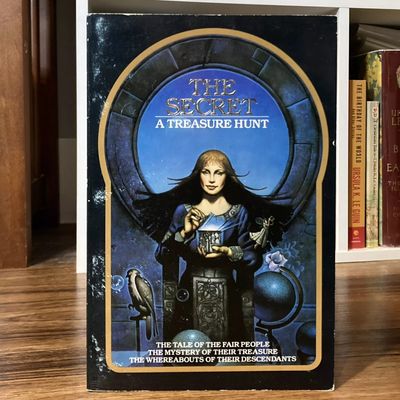 THE
SECRET
A TREASURE HUNT
THE TALE OF THE FAIR PEOPLE
THE MYSTERY OF THEIR TREASURE
THE WHEREABOUTS OF THEIR DESCENDANTS
THE BIRTHDAY OF THE WORLD
URSULA K. LE GUIN